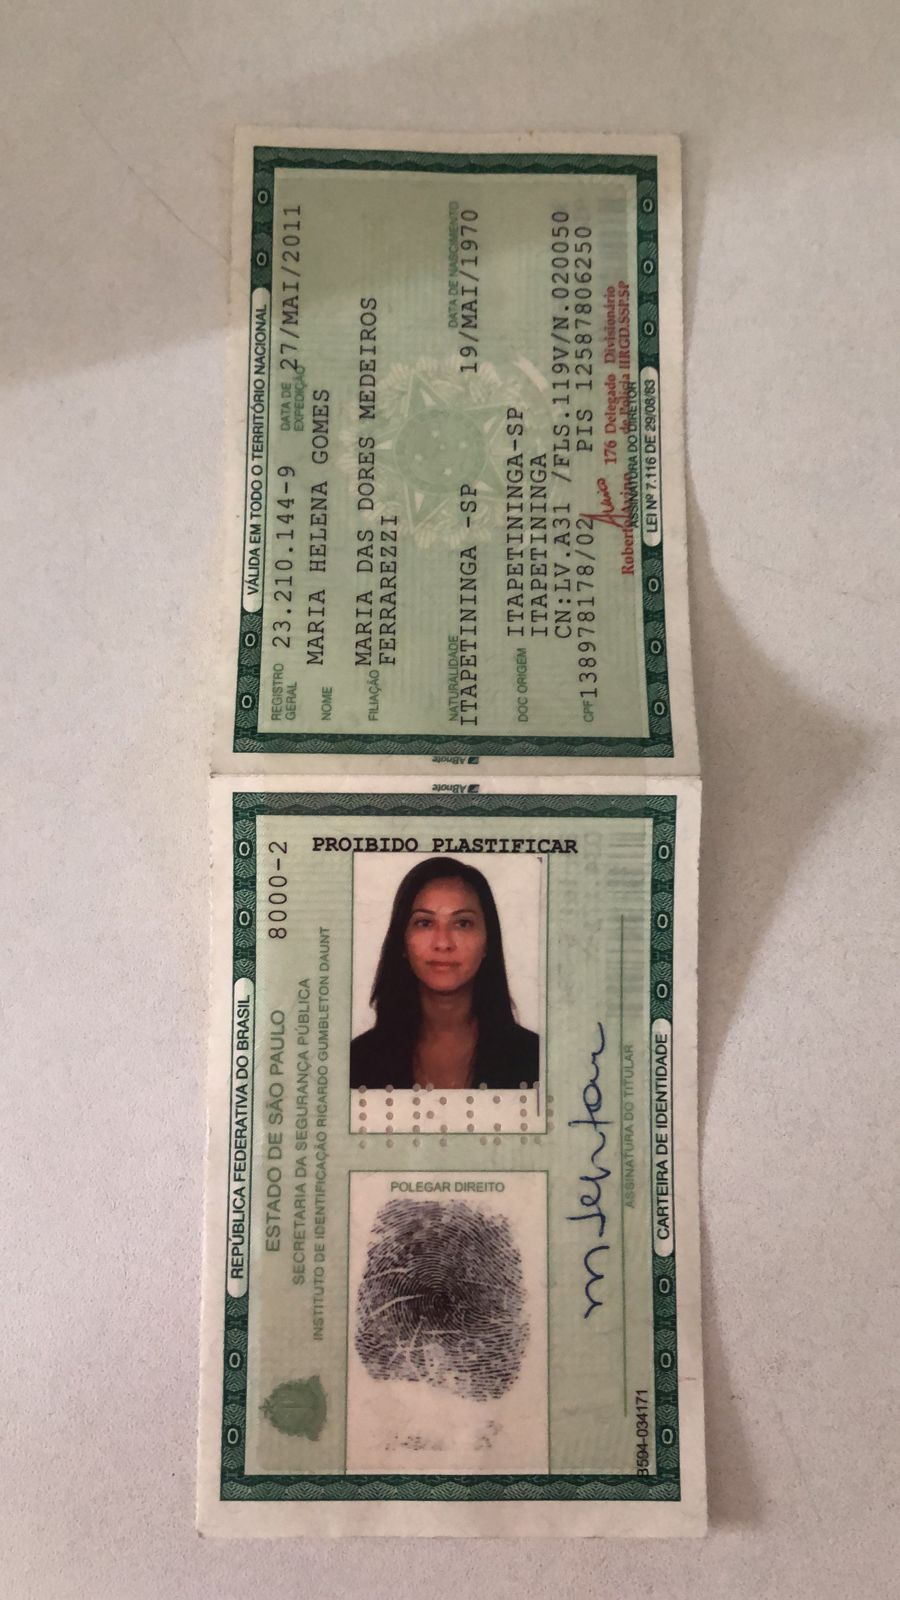 VÁLIDA EM TODO O TERRITÓRIO NACIONAL
REGISTRO GERAL 23.210.144-9 DATA DE EXPEDIÇÃO 27/MAI/2011
NOME MARIA HELENA GOMES
FILIAÇÃO MARIA DAS DORES MEDEIROS
FERRAREZZI
NATURALIDADE DATA DE NASCIMENTO
ITAPETININGA -SP 19/MAI/1970
DOC ORIGEM ITAPETININGA-SP
ITAPETININGA
CN:LV.A31 /FLS.119V/N.020050
CPF 138978178/02 PIS 12587806250
176 Delegado Divisionário
de Polícia IIRGD.SSP.SP
ASSINATURA DO DIRETOR
LEI Nº 7.116 DE 29/08/83
ABnote
ABnote
REPÚBLICA FEDERATIVA DO BRASIL
8000-2
ESTADO DE SÃO PAULO
SECRETARIA DA SEGURANÇA PÚBLICA
INSTITUTO DE IDENTIFICAÇÃO RICARDO GUMBLETON DAUNT
PROIBIDO PLASTIFICAR
POLEGAR DIREITO
ASSINATURA DO TITULAR
B594-034171
CARTEIRA DE IDENTIDADE